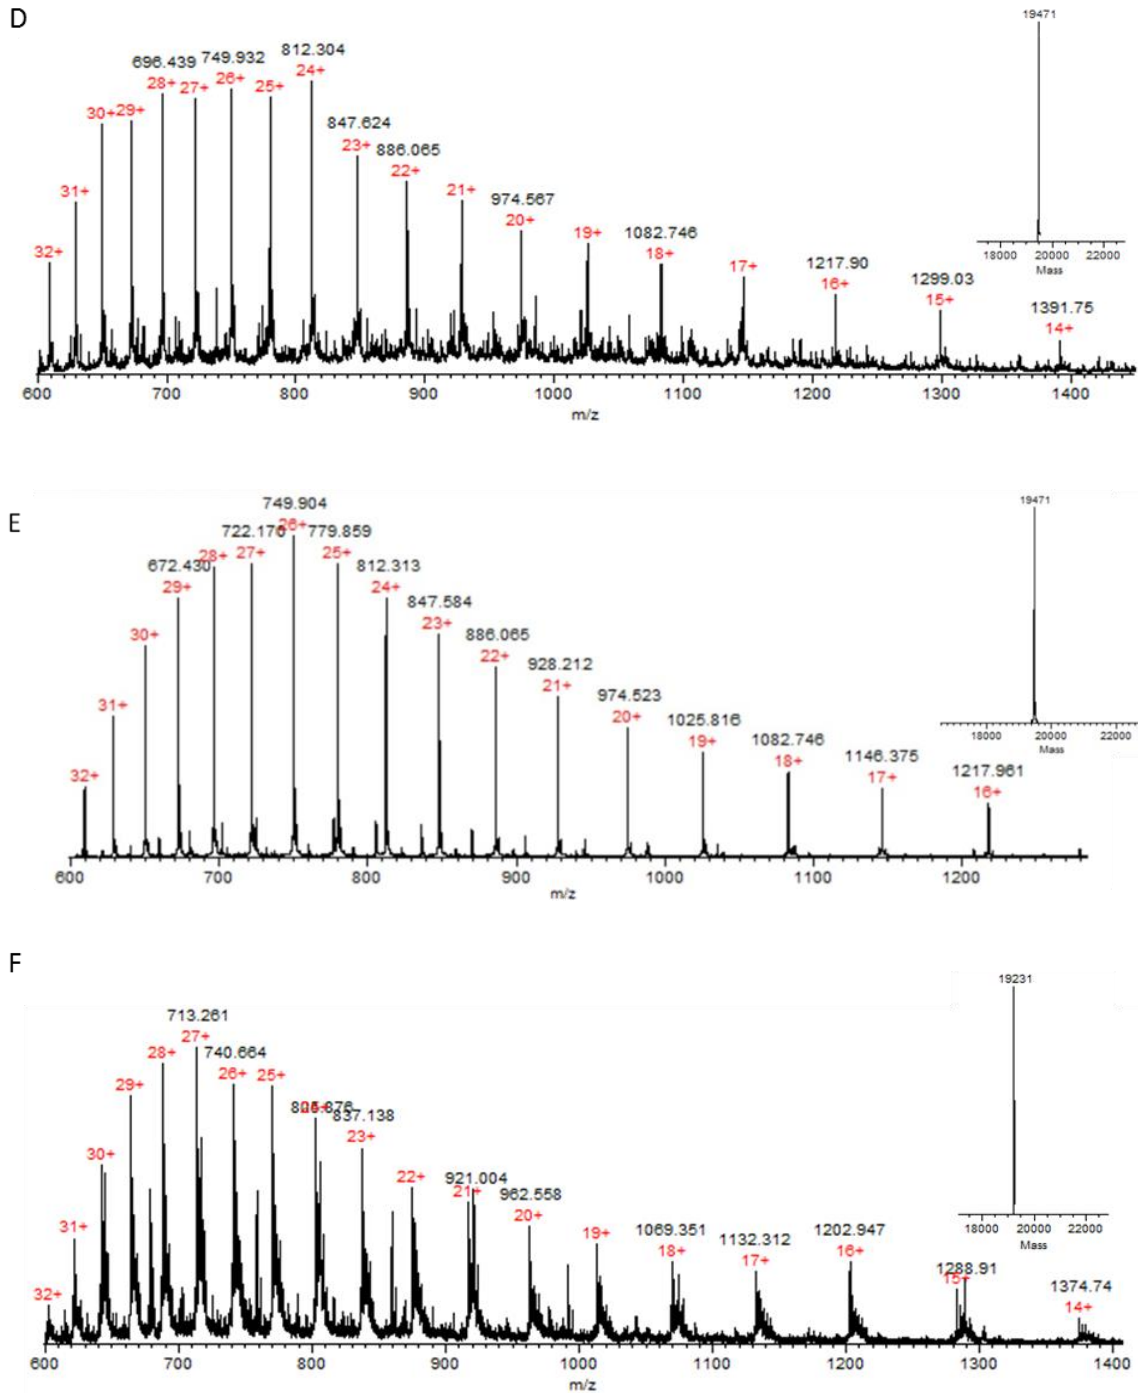 D
19471
812.304
696.439 749.932
24+
28+ 27+ 26+ 25+
30+ 29+
847.624
23+ 886.065
22+
31+
21+ 974.567
20+
19+ 1082.746
18+
32+
17+ 1217.90
16+ 1299.03
15+ 1391.75
14+
18000 20000 22000
Mass
600 700 800 900 1000 1100 1200 1300 1400
m/z
E
749.904
19471
722.176 26+ 779.859
28+ 27+ 25+
672.430 812.313
29+ 24+
847.584
23+
30+ 886.065
22+
928.212
21+
31+ 974.523
20+ 1025.816
19+ 1082.746
18+ 1146.375
32+ 17+ 1217.961
16+
18000 20000 22000
Mass
600 700 800 900 1000 1100 1200
m/z
F
19231
713.261
27+
28+ 740.664
26+ 25+
29+
837.138
23+
30+
22+ 921.004
21+ 962.558
20+
31+
19+ 1069.351
18+ 1132.312 1202.947
17+ 16+
1288.91
15+ 1374.74
32+ 14+
18000 20000 22000
Mass
600 700 800 900 1000 1100 1200 1300 1400
m/z